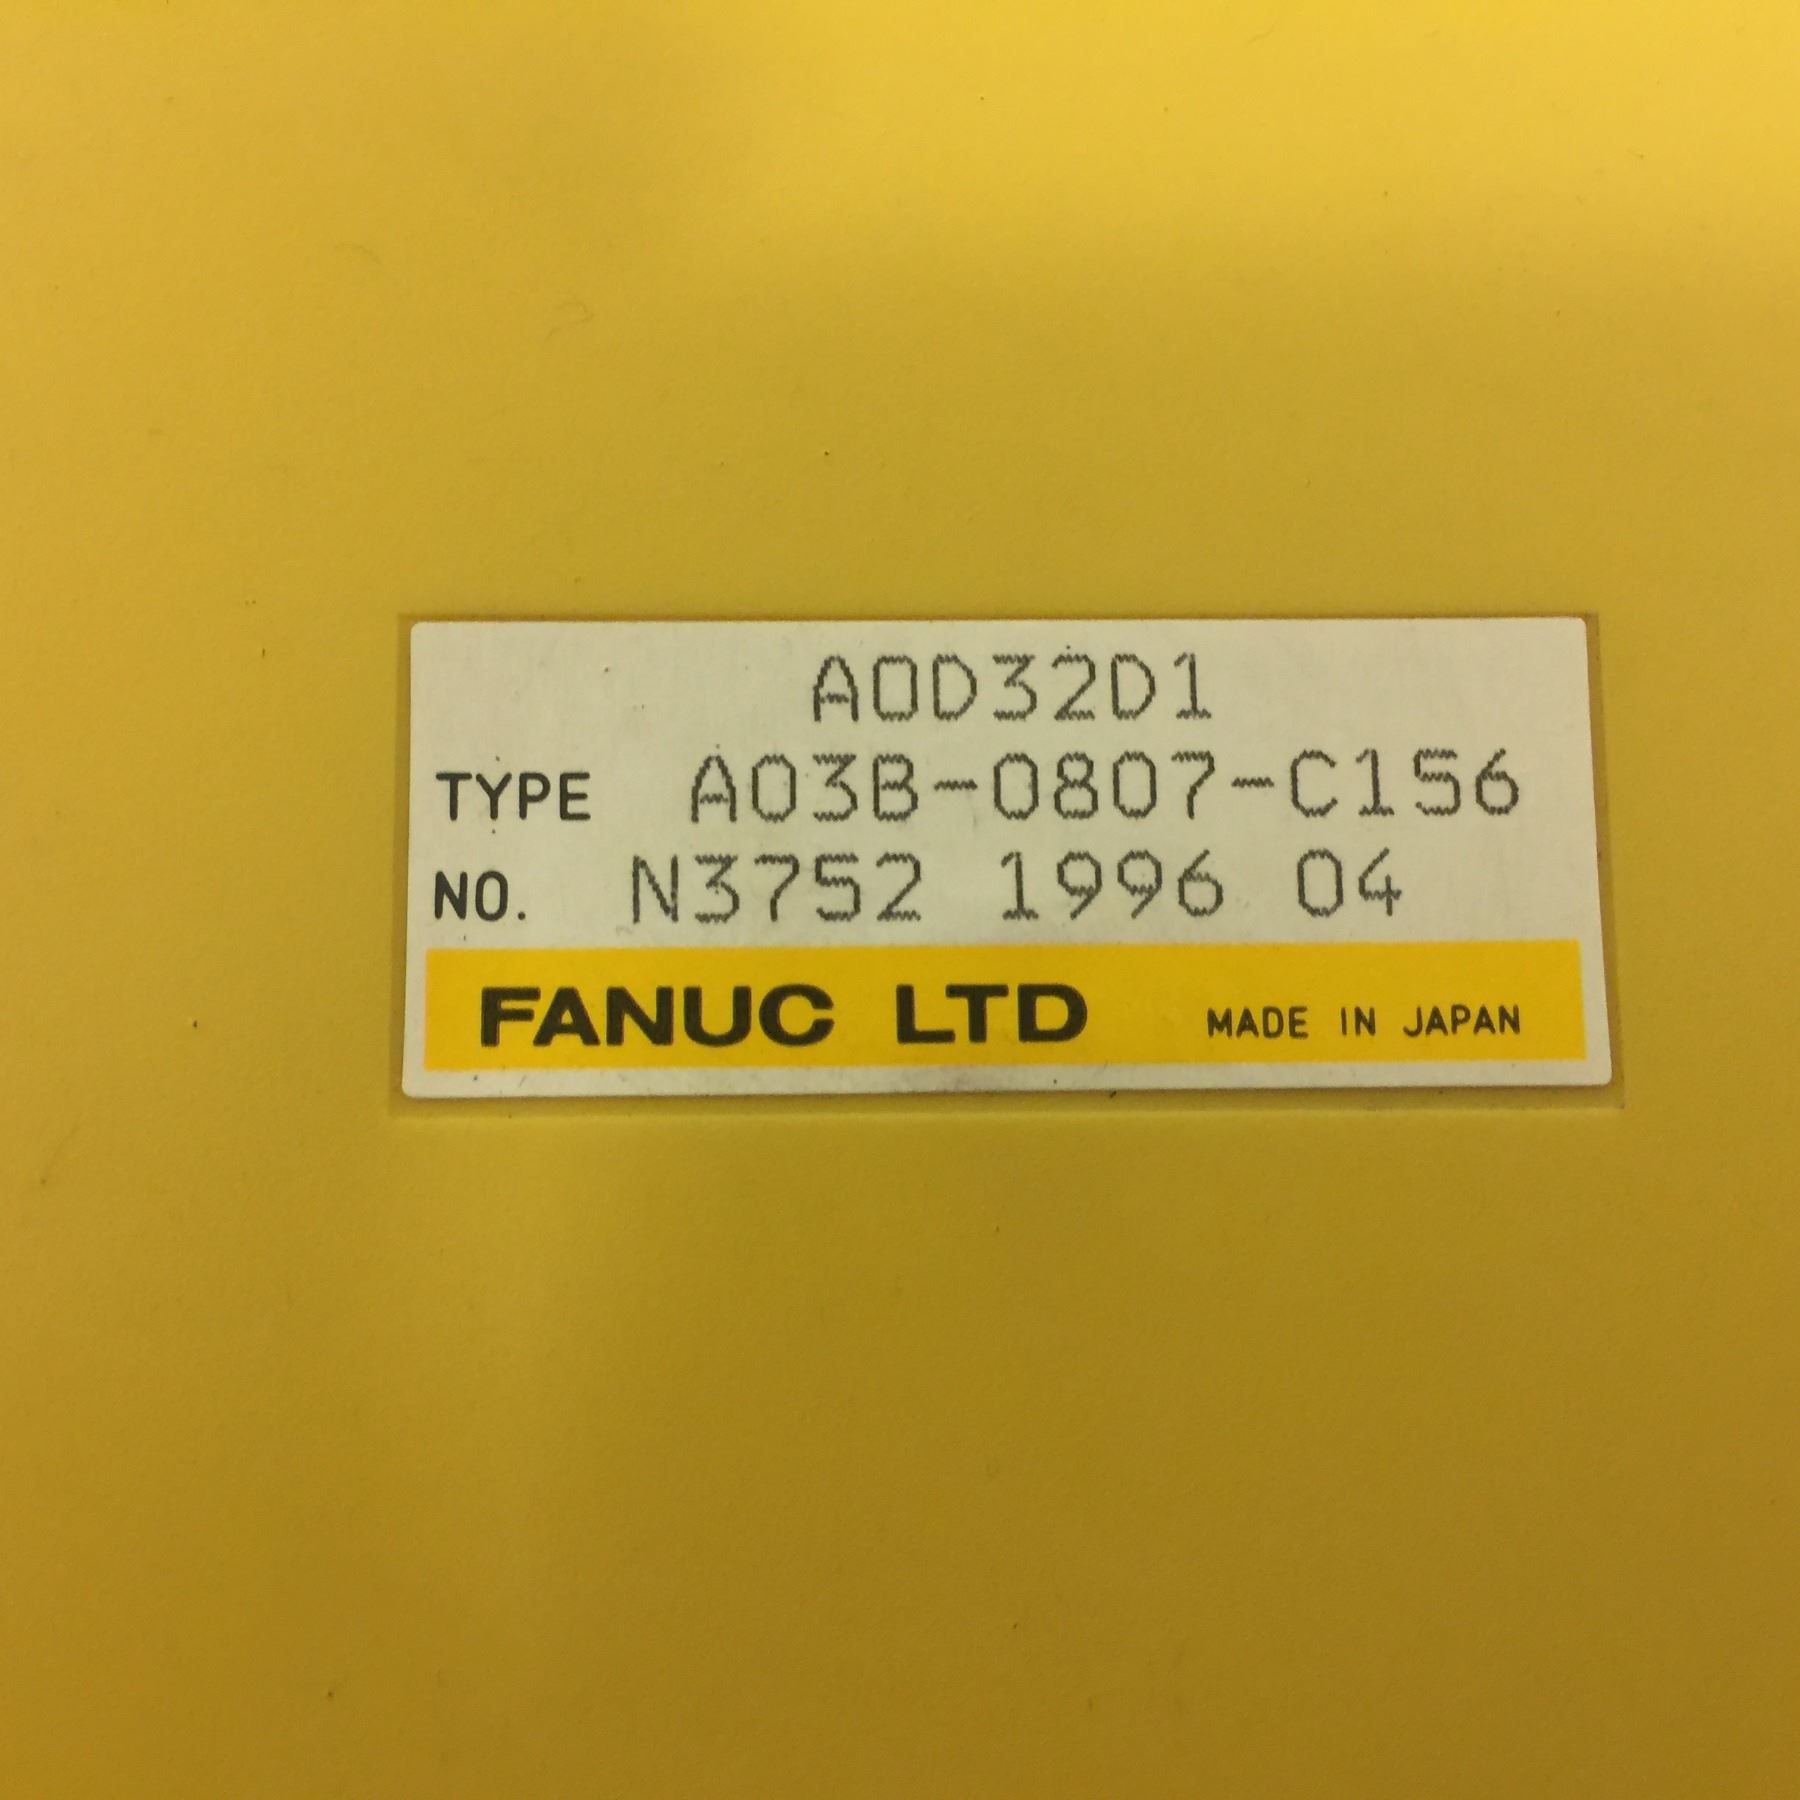 AOD32D1
TYPE A03B-0807-C156
NO. N3752 1996 04
FANUC LTD MADE IN JAPAN